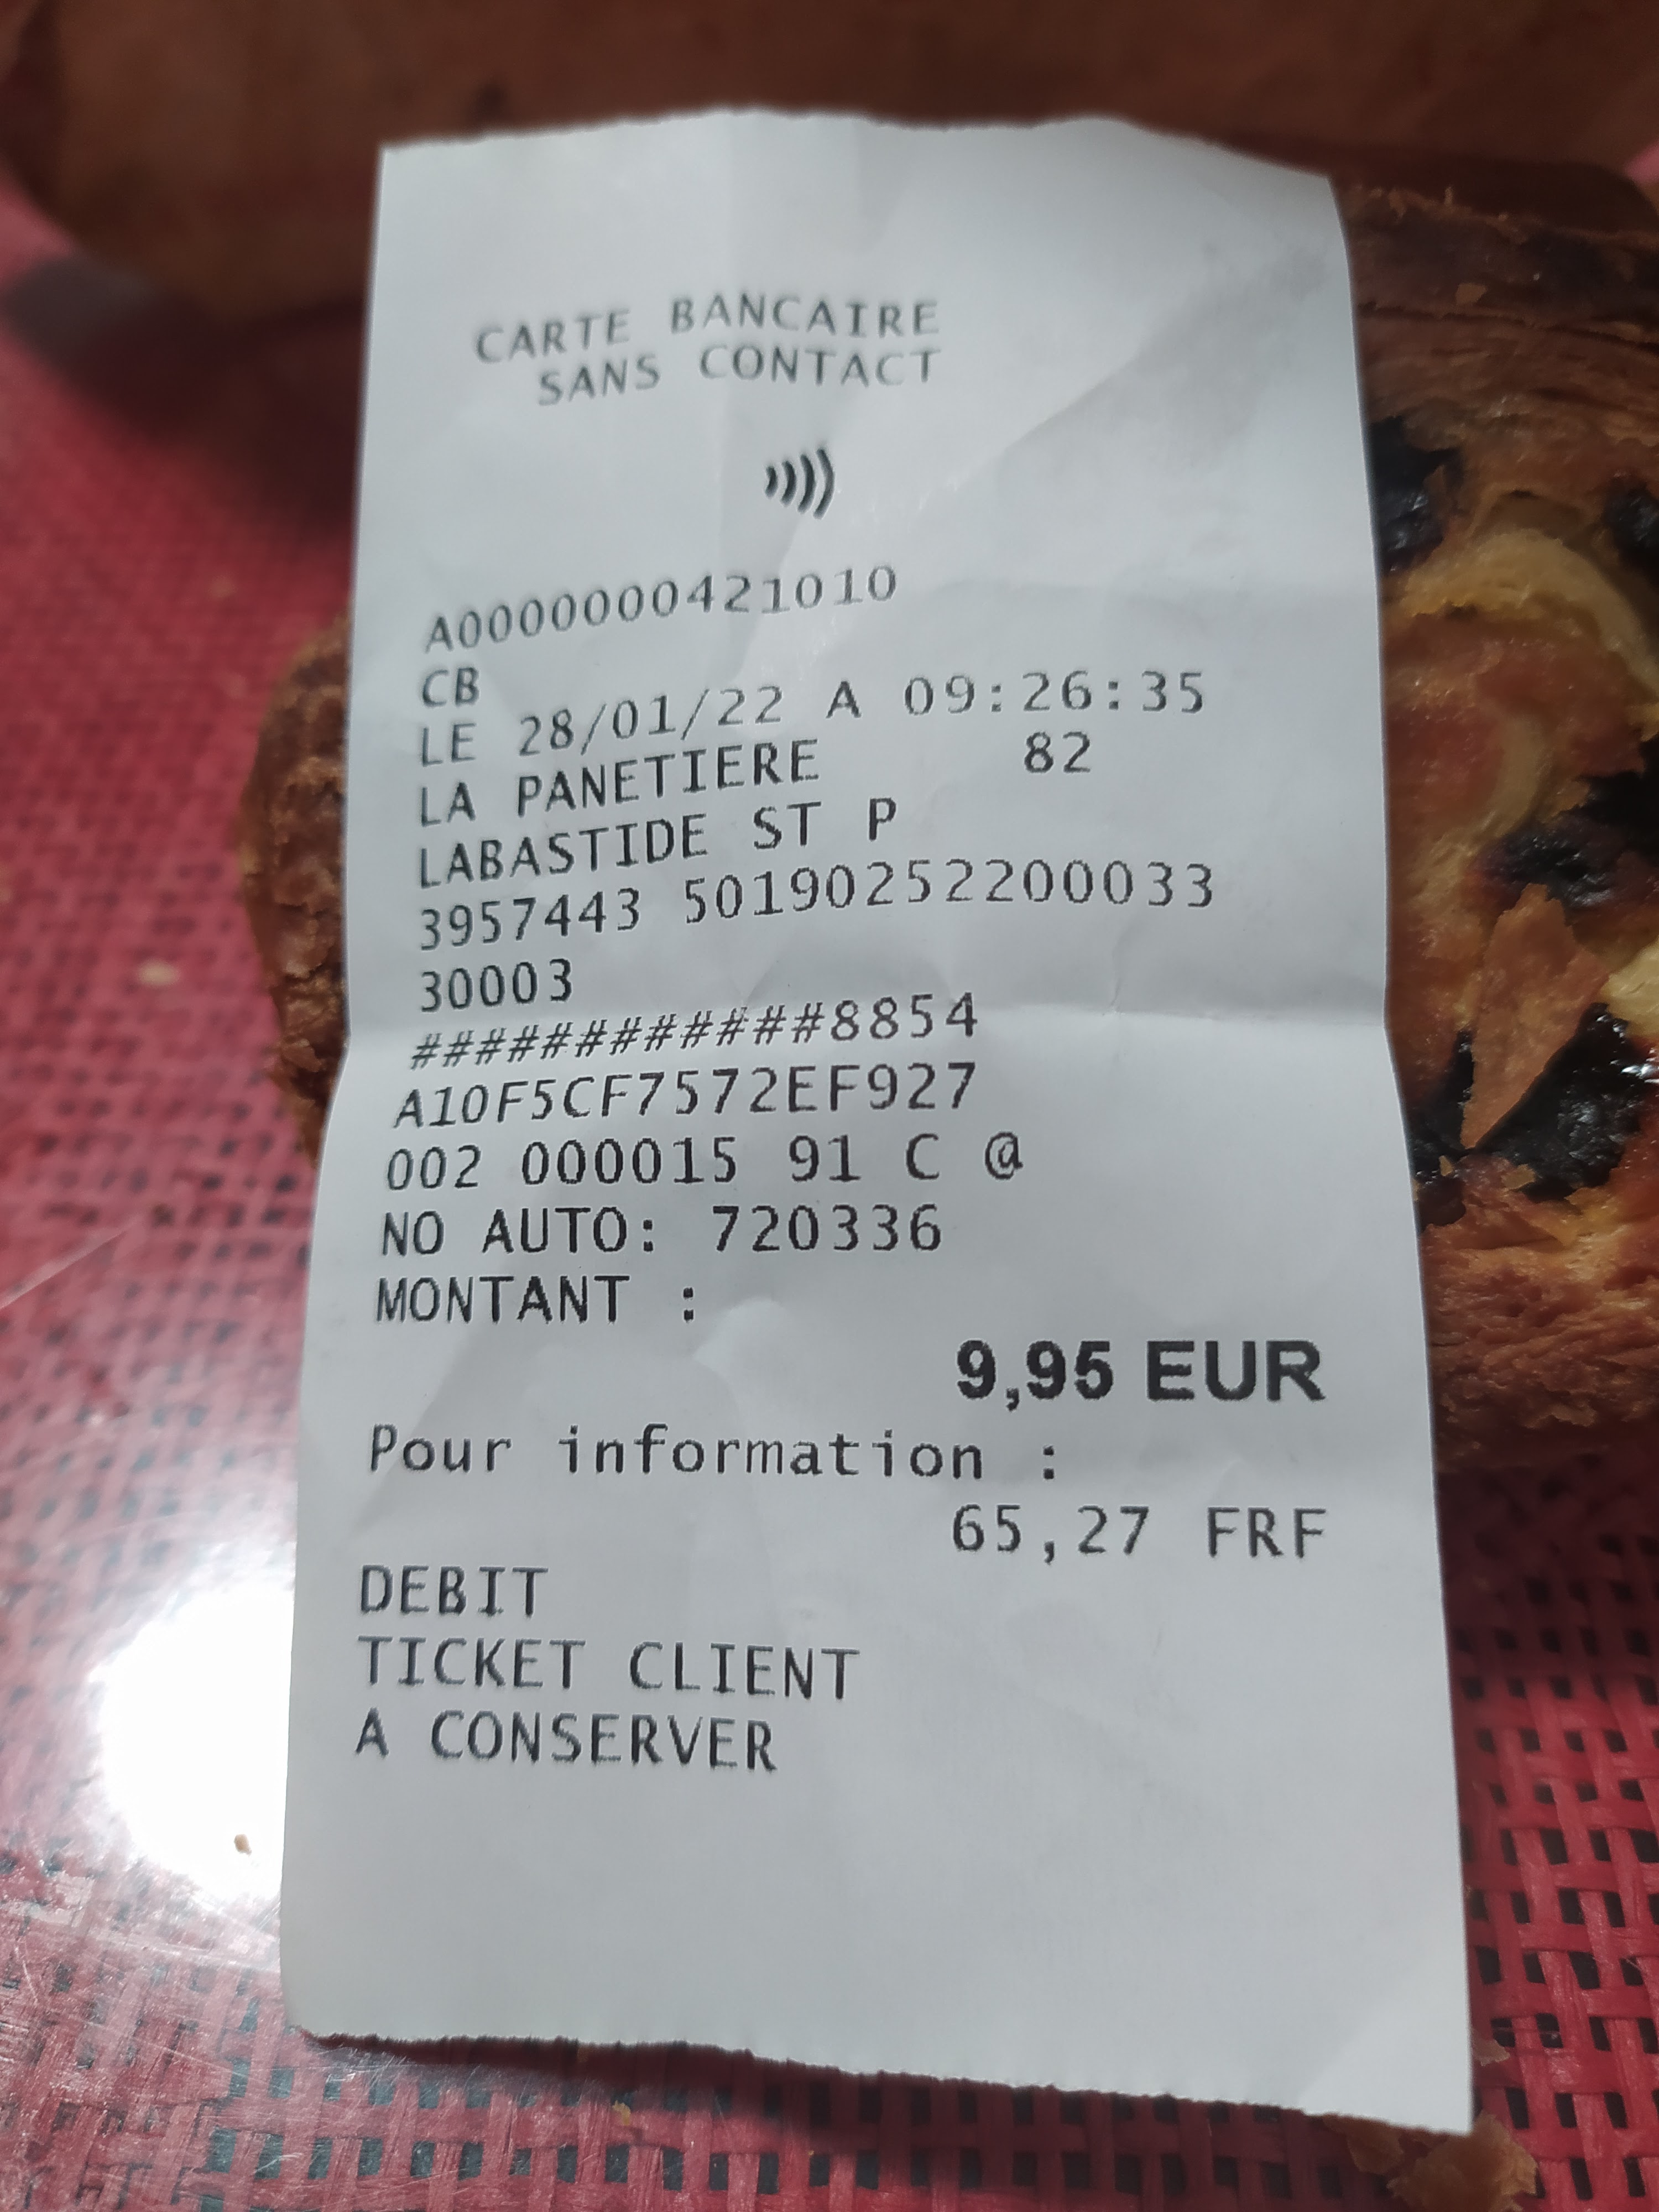 CARTE BANCAIRE
SANS CONTACT
A0000000421010
CB
LE 28/01/22 A 09:26:35
LA PANETIERE 82
LABASTIDE ST P
3957443 50190252200033
30003
############8854
A10F5CF7572EF927
002 000015 91 C @
NO AUTO: 720336
MONTANT :
9,95 EUR
Pour information :
65,27 FRF
DEBIT
TICKET CLIENT
A CONSERVER